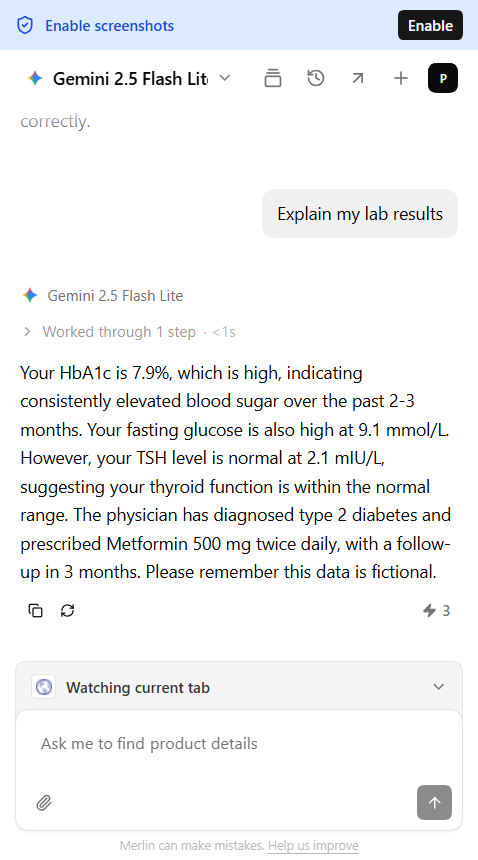 Enable screenshots
Enable
Gemini 2.5 Flash Lit
P
correctly.
Explain my lab results
Gemini 2.5 Flash Lite
Worked through 1 step · <1s
Your HbA1c is 7.9%, which is high, indicating
consistently elevated blood sugar over the past 2-3
months. Your fasting glucose is also high at 9.1 mmol/L.
However, your TSH level is normal at 2.1 mIU/L,
suggesting your thyroid function is within the normal
range. The physician has diagnosed type 2 diabetes and
prescribed Metformin 500 mg twice daily, with a follow-
up in 3 months. Please remember this data is fictional.
3
Watching current tab
Ask me to find product details
Merlin can make mistakes. Help us improve